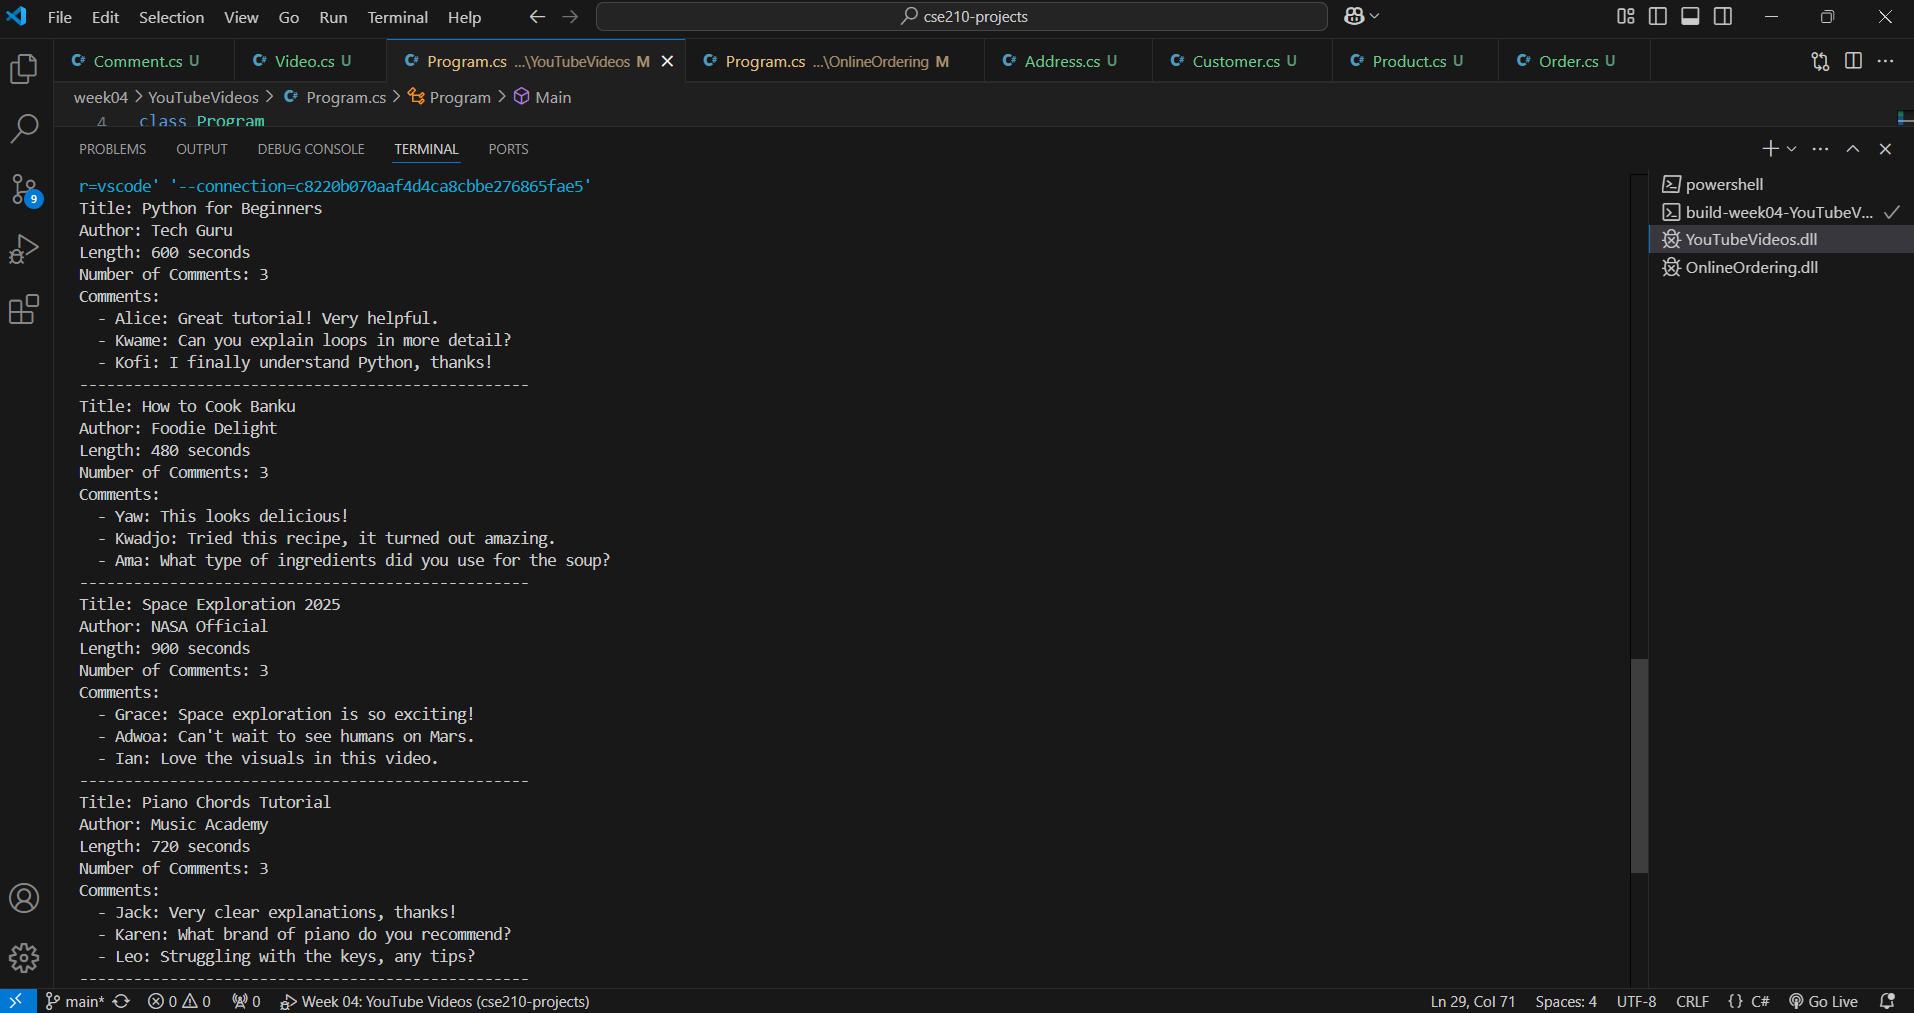 File Edit Selection View Go Run Terminal Help
cse210-projects
Comment.cs U
Video.cs U
Program.cs ...\YouTubeVideos M
Program.cs ...\OnlineOrdering M
Address.cs U
Customer.cs U
Product.cs U
Order.cs U
week04 > YouTubeVideos > Program.cs > Program > Main
4 class Program
PROBLEMS OUTPUT DEBUG CONSOLE TERMINAL PORTS
r=vscode' '--connection=c8220b070aaf4d4ca8cbbe276865fae5'
Title: Python for Beginners
Author: Tech Guru
Length: 600 seconds
Number of Comments: 3
Comments:
- Alice: Great tutorial! Very helpful.
- Kwame: Can you explain loops in more detail?
- Kofi: I finally understand Python, thanks!
--------------------------------------------------
Title: How to Cook Banku
Author: Foodie Delight
Length: 480 seconds
Number of Comments: 3
Comments:
- Yaw: This looks delicious!
- Kwadjo: Tried this recipe, it turned out amazing.
- Ama: What type of ingredients did you use for the soup?
--------------------------------------------------
Title: Space Exploration 2025
Author: NASA Official
Length: 900 seconds
Number of Comments: 3
Comments:
- Grace: Space exploration is so exciting!
- Adwoa: Can't wait to see humans on Mars.
- Ian: Love the visuals in this video.
--------------------------------------------------
Title: Piano Chords Tutorial
Author: Music Academy
Length: 720 seconds
Number of Comments: 3
Comments:
- Jack: Very clear explanations, thanks!
- Karen: What brand of piano do you recommend?
- Leo: Struggling with the keys, any tips?
--------------------------------------------------
powershell
build-week04-YouTubeV...
YouTubeVideos.dll
OnlineOrdering.dll
9
main* 0 0 0 Week 04: YouTube Videos (cse210-projects)
Ln 29, Col 71 Spaces: 4 UTF-8 CRLF {} C# Go Live